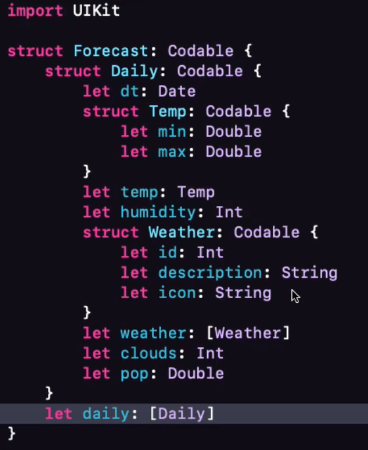 import UIKit
struct Forecast: Codable {
    struct Daily: Codable {
        let dt: Date
        struct Temp: Codable {
            let min: Double
            let max: Double
        }
        let temp: Temp
        let humidity: Int
        struct Weather: Codable {
            let id: Int
            let description: String
            let icon: String
        }
        let weather: [Weather]
        let clouds: Int
        let pop: Double
    }
    let daily: [Daily]
}